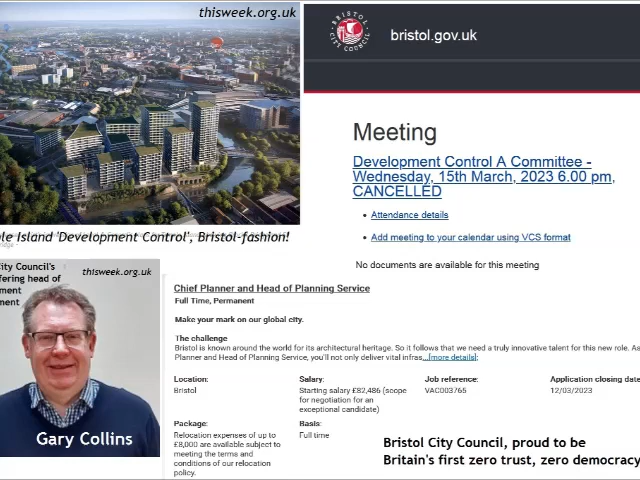 thisweek.org.uk
le Island 'Development Control', Bristol-fashion!
BRISTOL
CITY COUNCIL
bristol.gov.uk
Meeting
Development Control A Committee -
Wednesday, 15th March, 2023 6.00 pm,
CANCELLED
• Attendance details
• Add meeting to your calendar using VCS format
No documents are available for this meeting
City Council's
fering head of
ment
ment
thisweek.org.uk
Gary Collins
Chief Planner and Head of Planning Service
Full Time, Permanent
Make your mark on our global city.
The challenge
Bristol is known around the world for its architectural heritage. So it follows that we need a truly innovative talent for this new role. As
Planner and Head of Planning Service, you'll not only deliver vital infras...[more details]:
Location:
Bristol
Salary:
Starting salary £82,486 (scope
for negotiation for an
exceptional candidate)
Job reference:
VAC003765
Application closing date
12/03/2023
Package:
Relocation expenses of up to
£8,000 are available subject to
meeting the terms and
conditions of our relocation
policy.
Basis:
Full time
Bristol City Council, proud to be
Britain's first zero trust, zero democracy